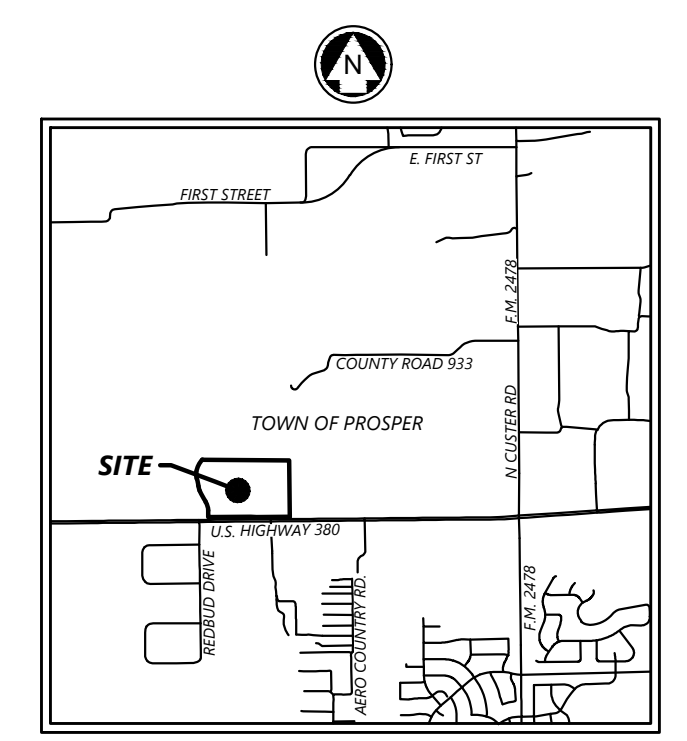 N
E. FIRST ST
FIRST STREET
F.M. 2478
COUNTY ROAD 933
N CUSTER RD
TOWN OF PROSPER
SITE
U.S. HIGHWAY 380
REDBUD DRIVE
AERO COUNTRY RD.
F.M. 2478